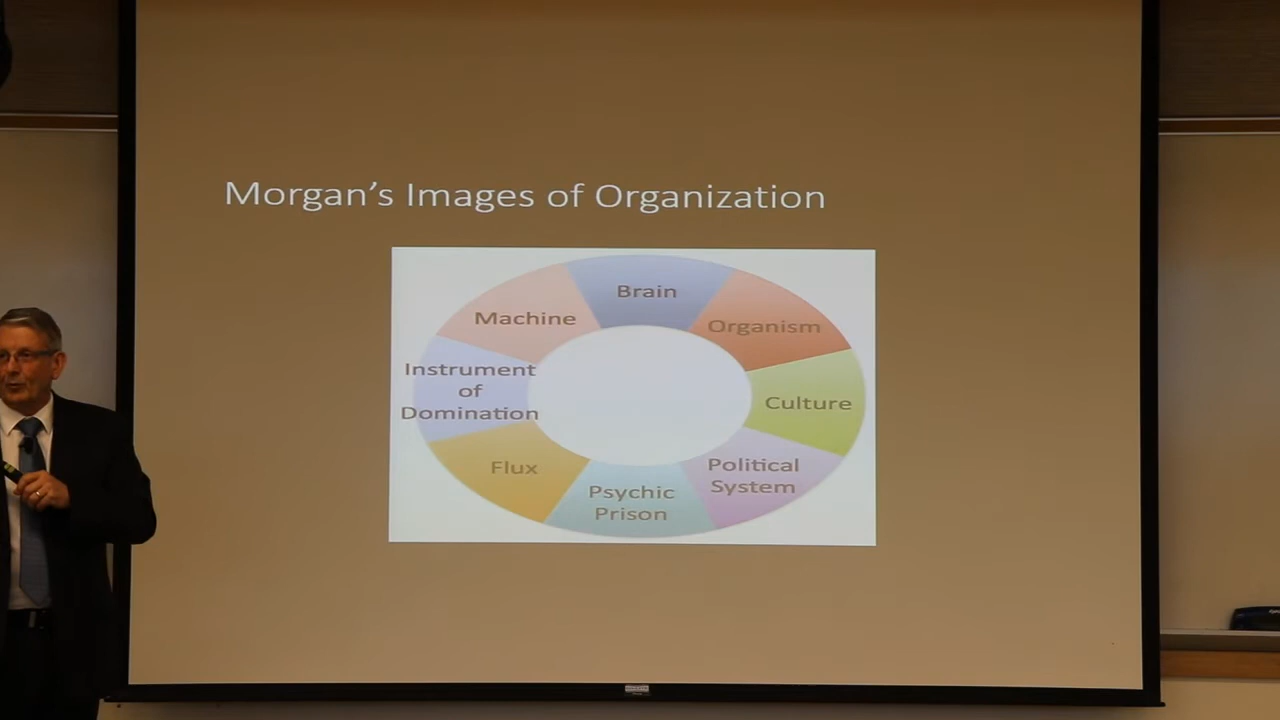 Morgan's Images of Organization
Brain
Machine
Organism
Instrument
of
Domination
Culture
Flux
Political
System
Psychic
Prison